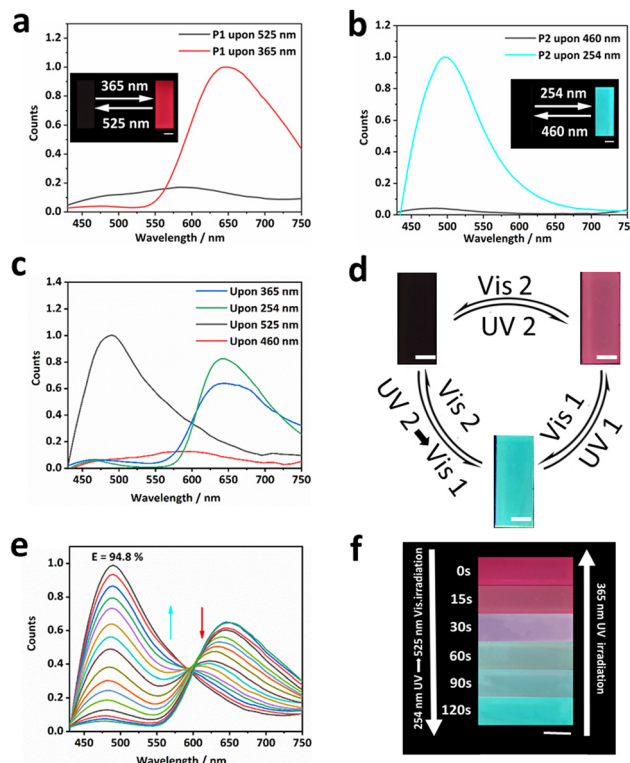 a
P1 upon 525 nm
P1 upon 365 nm
365 nm
525 nm
Counts
1.2
1.0
0.8
0.6
0.4
0.2
0.0
450 500 550 600 650 700 750
Wavelength / nm
b
P2 upon 460 nm
P2 upon 254 nm
254 nm
460 nm
Counts
1.2
1.0
0.8
0.6
0.4
0.2
0.0
450 500 550 600 650 700 75
Wavelength / nm
c
Upon 365 nm
Upon 254 nm
Upon 525 nm
Upon 460 nm
Counts
1.4
1.2
1.0
0.8
0.6
0.4
0.2
0.0
450 500 550 600 650 700 750
Wavelength / nm
d
Vis 2
UV 2
UV 2 → Vis 1
Vis 2
Vis 1
UV 1
e
E = 94.8 %
Counts
1.0
0.8
0.6
0.4
0.2
0.0
450 500 550 600 650 700 750
Wavelength / nm
f
254 nm UV → 525 nm Vis.irradiation
0s
15s
30s
60s
90s
120s
365 nm UV irradiation